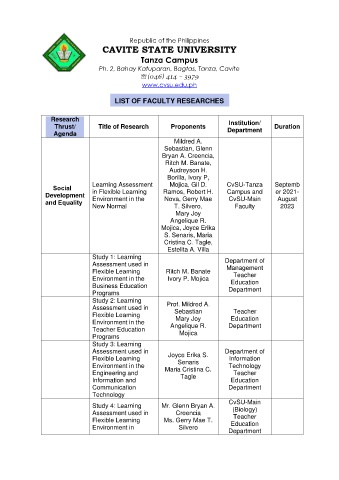 Republic of the Philippines
CAVITE STATE UNIVERSITY
Tanza Campus
Ph. 2, Bahay Katuparan, Bagtas, Tanza, Cavite
☏(046) 414 – 3979
www.cvsu.edu.ph
LIST OF FACULTY RESEARCHES
Research
Thrust/
Agenda
Title of Research
Proponents
Institution/
Department
Duration
Social
Development
and Equality
Learning Assessment
in Flexible Learning
Environment in the
New Normal
Mildred A.
Sebastian, Glenn
Bryan A. Creencia,
Rilch M. Banate,
Audreyson H.
Borilla, Ivory P,
Mojica, Gil D.
Ramos, Robert H.
Nova, Gerry Mae
T. Silvero,
Mary Joy
Angelique R.
Mojica, Joyce Erika
S. Senaris, Maria
Cristina C. Tagle,
Estelita A. Villa
CvSU-Tanza
Campus and
CvSU-Main
Faculty
Septemb
er 2021-
August
2023
Study 1: Learning
Assessment used in
Flexible Learning
Environment in the
Business Education
Programs
Rilch M. Banate
Ivory P. Mojica
Department of
Management
Teacher
Education
Department
Study 2: Learning
Assessment used in
Flexible Learning
Environment in the
Teacher Education
Programs
Prof. Mildred A.
Sebastian
Mary Joy
Angelique R.
Mojica
Teacher
Education
Department
Study 3: Learning
Assessment used in
Flexible Learning
Environment in the
Engineering and
Information and
Communication
Technology
Joyce Erika S.
Senaris
Maria Cristina C.
Tagle
Department of
Information
Technology
Teacher
Education
Department
Study 4: Learning
Assessment used in
Flexible Learning
Environment in
Mr. Glenn Bryan A.
Creencia
Ms. Gerry Mae T.
Silvero
CvSU-Main
(Biology)
Teacher
Education
Department